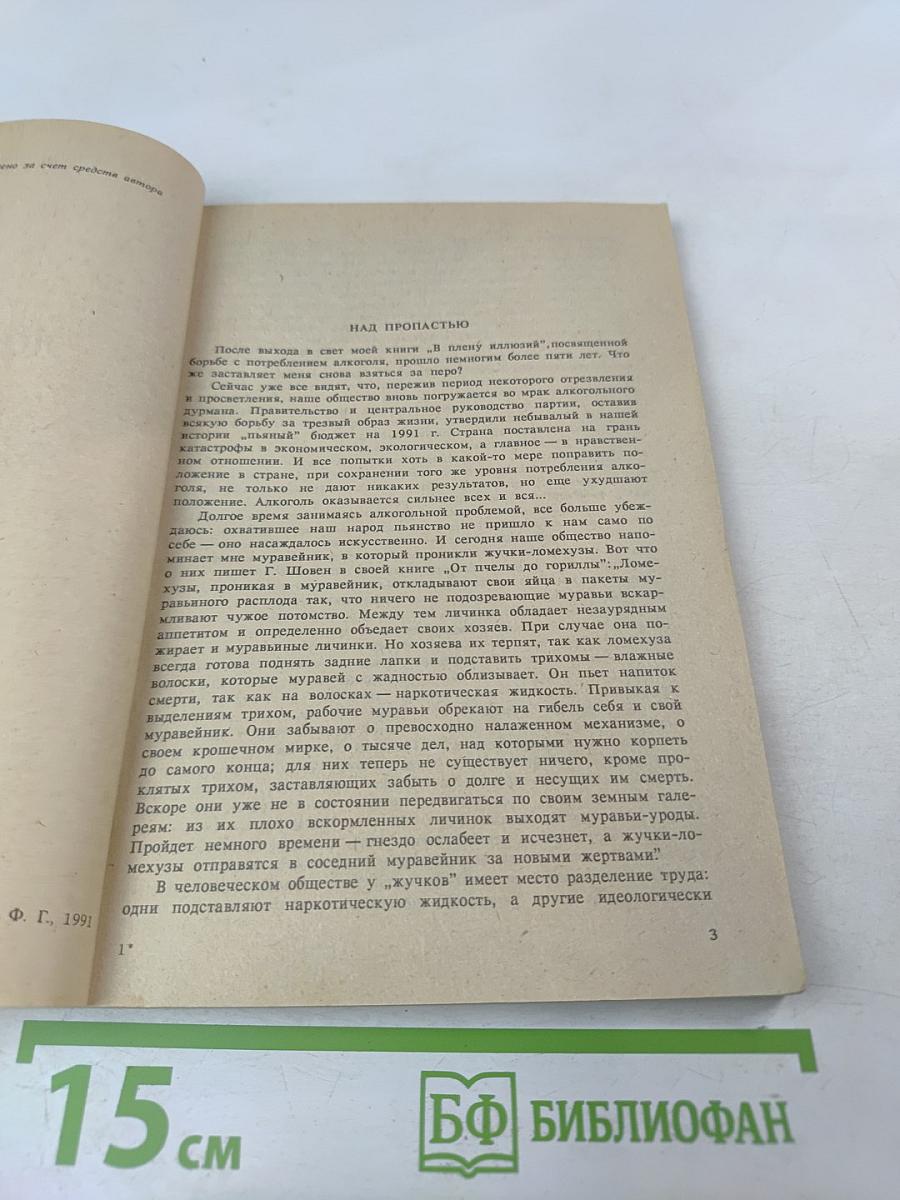 ено за счет средств автора
Ф. Г., 1991
НАД ПРОПАСТЬЮ
После выхода в свет моей книги „В плену иллюзий”, посвященной
борьбе с потреблением алкоголя, прошло немногим более пяти лет. Что
же заставляет меня снова взяться за перо?
Сейчас уже все видят, что, пережив период некоторого отрезвления
и просветления, наше общество вновь погружается во мрак алкогольного
дурмана. Правительство и центральное руководство партии, оставив
всякую борьбу за трезвый образ жизни, утвердили небывалый в нашей
истории „пьяный” бюджет на 1991 г. Страна поставлена на грань
катастрофы в экономическом, экологическом, а главное — в нравствен-
ном отношении. И все попытки хоть в какой-то мере поправить по-
ложение в стране, при сохранении того же уровня потребления алко-
голя, не только не дают никаких результатов, но еще ухудшают
положение. Алкоголь оказывается сильнее всех и вся...
Долгое время занимаясь алкогольной проблемой, все больше убеж-
даюсь: охватившее наш народ пьянство не пришло к нам само по
себе — оно насаждалось искусственно. И сегодня наше общество напо-
минает мне муравейник, в который проникли жучки-ломехузы. Вот что
о них пишет Г. Шовен в своей книге „От пчелы до гориллы”: „Ломе-
хузы, проникая в муравейник, откладывают свои яйца в пакеты му-
равьиного расплода так, что ничего не подозревающие муравьи вскар-
мливают чужое потомство. Между тем личинка обладает незаурядным
аппетитом и определенно объедает своих хозяев. При случае она по-
жирает и муравьиные личинки. Но хозяева их терпят, так как ломехуза
всегда готова поднять задние лапки и подставить трихомы — влажные
волоски, которые муравей с жадностью облизывает. Он пьет напиток
смерти, так как на волосках — наркотическая жидкость. Привыкая к
выделениям трихом, рабочие муравьи обрекают на гибель себя и свой
муравейник. Они забывают о превосходно налаженном механизме, о
своем крошечном мирке, о тысяче дел, над которыми нужно корпеть
до самого конца; для них теперь не существует ничего, кроме про-
клятых трихом, заставляющих забыть о долге и несущих им смерть.
Вскоре они уже не в состоянии передвигаться по своим земным гале-
реям: из их плохо вскормленных личинок выходят муравьи-уроды.
Пройдет немного времени — гнездо ослабеет и исчезнет, а жучки-ло-
мехузы отправятся в соседний муравейник за новыми жертвами”.
В человеческом обществе у „жучков” имеет место разделение труда:
одни подставляют наркотическую жидкость, а другие идеологически
1*
3
15 см
БФ БИБЛИОФАН